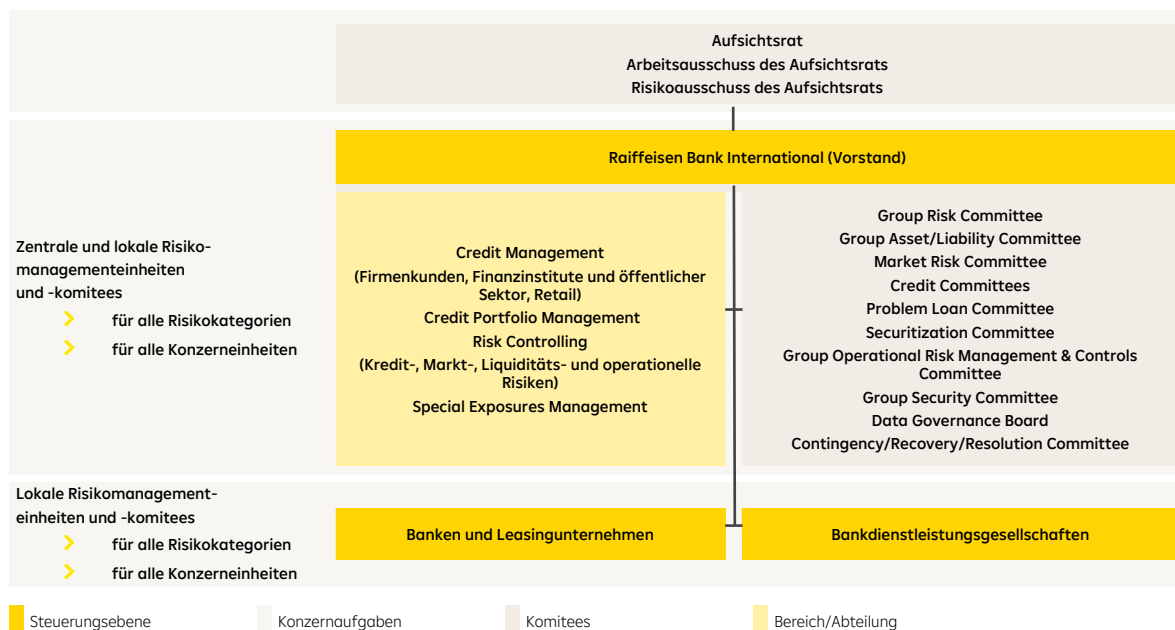 Aufsichtsrat
Arbeitsausschuss des Aufsichtsrats
Risikoausschuss des Aufsichtsrats
Raiffeisen Bank International (Vorstand)
Zentrale und lokale Risiko-
managementeinheiten
und -komitees
für alle Risikokategorien
für alle Konzerneinheiten
Credit Management
(Firmenkunden, Finanzinstitute und öffentlicher
Sektor, Retail)
Credit Portfolio Management
Risk Controlling
(Kredit-, Markt-, Liquiditäts- und operationelle
Risiken)
Special Exposures Management
Group Risk Committee
Group Asset/Liability Committee
Market Risk Committee
Credit Committees
Problem Loan Committee
Securitization Committee
Group Operational Risk Management & Controls
Committee
Group Security Committee
Data Governance Board
Contingency/Recovery/Resolution Committee
Lokale Risikomanagement-
einheiten und -komitees
für alle Risikokategorien
für alle Konzerneinheiten
Banken und Leasingunternehmen
Bankdienstleistungsgesellschaften
Steuerungsebene
Konzernaufgaben
Komitees
Bereich/Abteilung